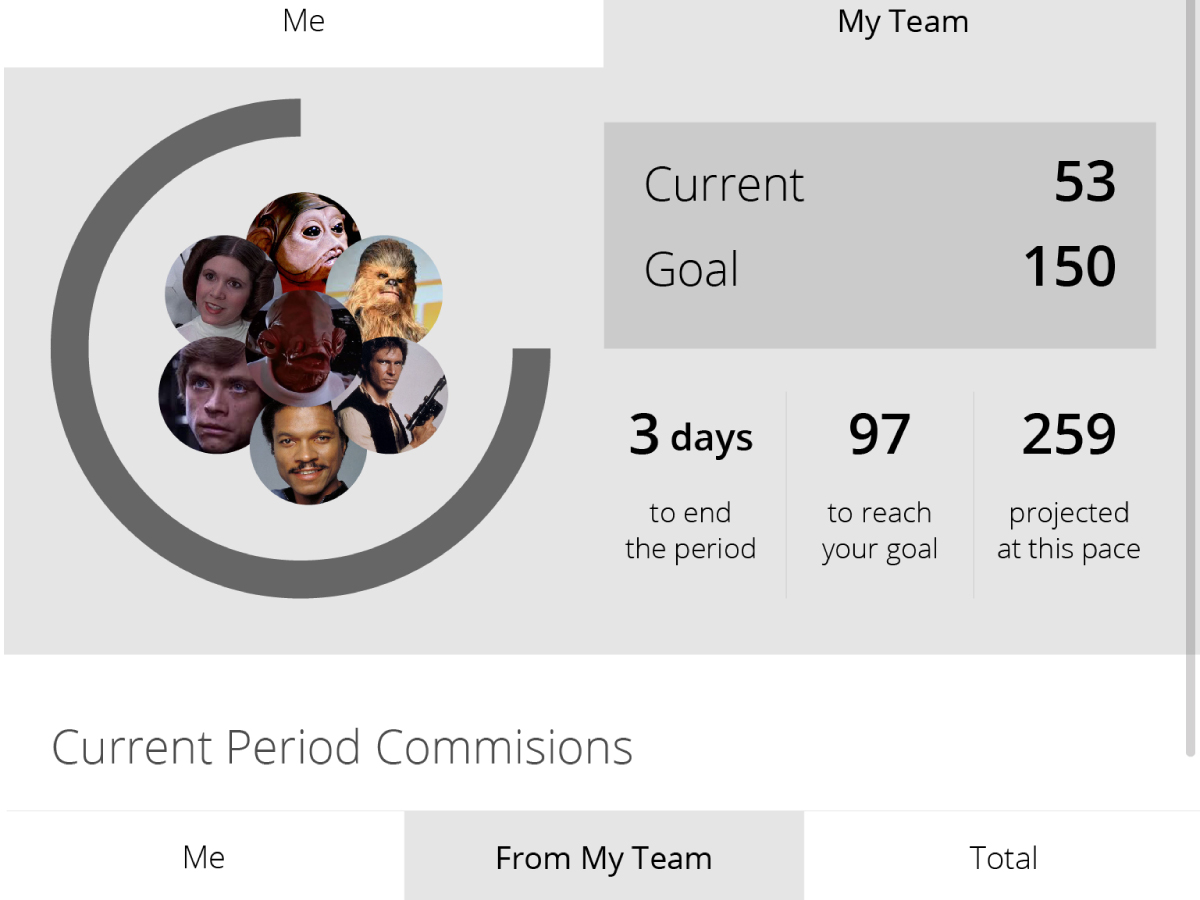 Me
My Team
Current 53
Goal 150
3 days
to end
the period
97
to reach
your goal
259
projected
at this pace
Current Period Commisions
Me
From My Team
Total